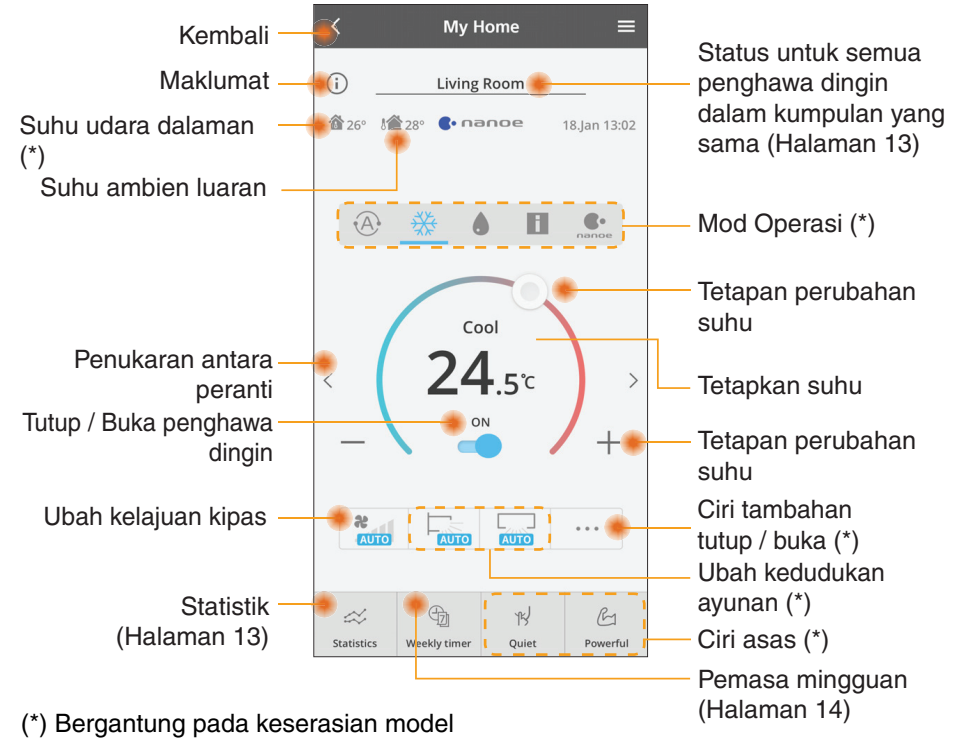 Kembali
Maklumat
Suhu udara dalaman
(*)
Suhu ambien luaran
Penukaran antara
peranti
Tutup / Buka penghawa
dingin
Ubah kelajuan kipas
Statistik
(Halaman 13)
My Home
Living Room
26°
28°
nanoe
18.Jan 13:02
A
nanoe
Cool
24.5°C
ON
AUTO
AUTO
AUTO
7
Statistics
Weekly timer
Quiet
Powerful
Status untuk semua
penghawa dingin
dalam kumpulan yang
sama (Halaman 13)
Mod Operasi (*)
Tetapan perubahan
suhu
Tetapkan suhu
Tetapan perubahan
suhu
Ciri tambahan
tutup / buka (*)
Ubah kedudukan
ayunan (*)
Ciri asas (*)
Pemasa mingguan
(Halaman 14)
(*) Bergantung pada keserasian model